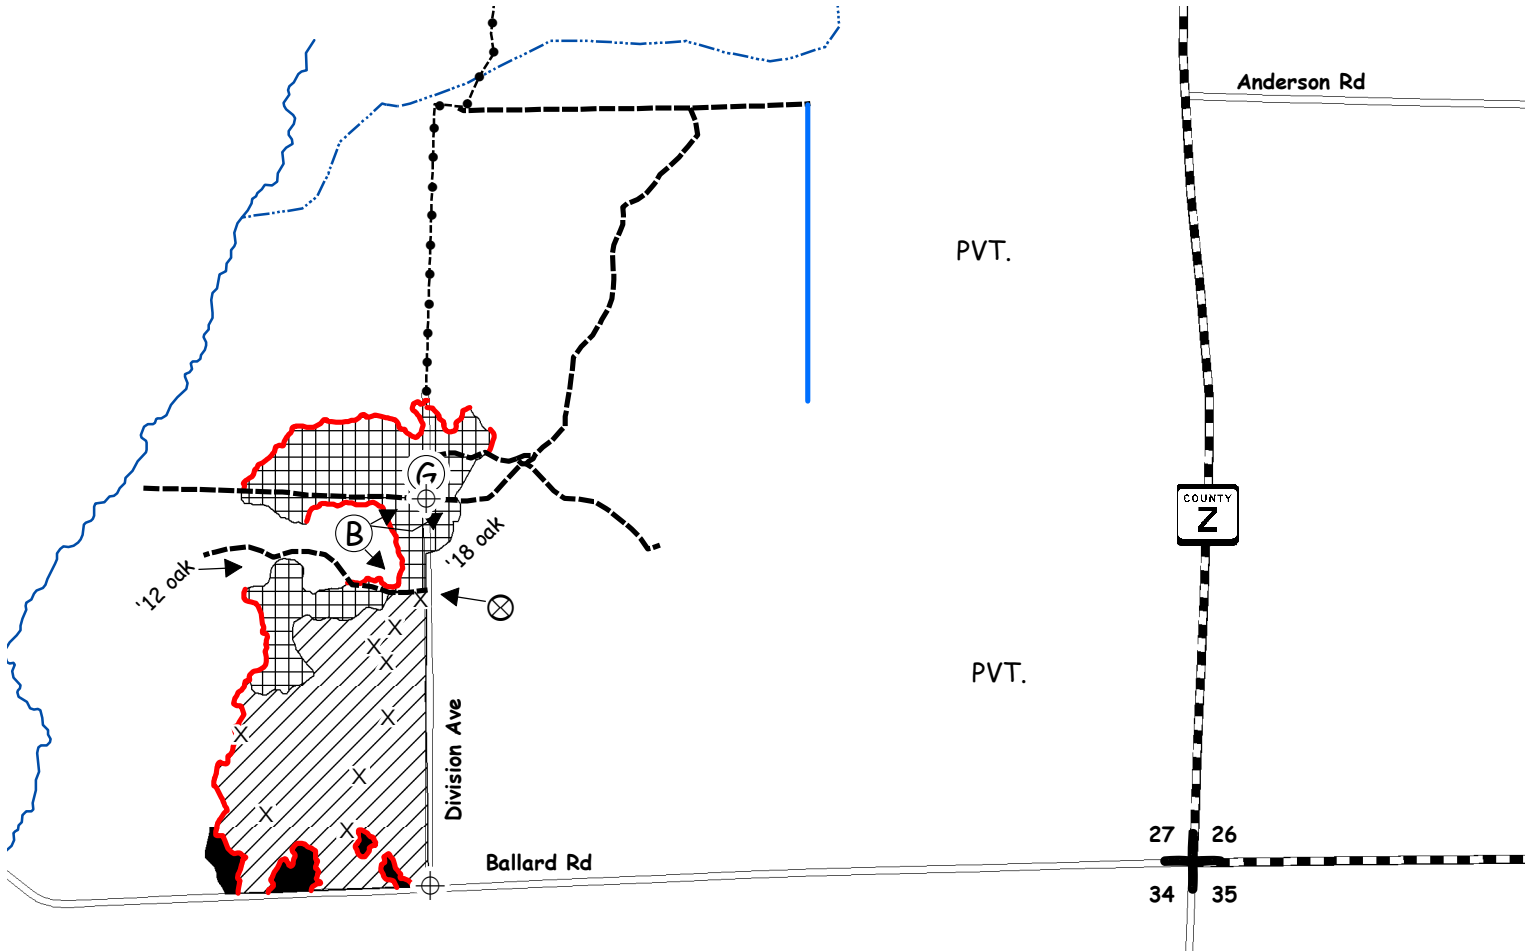 Anderson Rd
PVT.
G
COUNTY
Z
B
'18 oak
'12 oak
X
X
X
X
PVT.
Division Ave
X
X
X
X
X
27 26
Ballard Rd
34 35